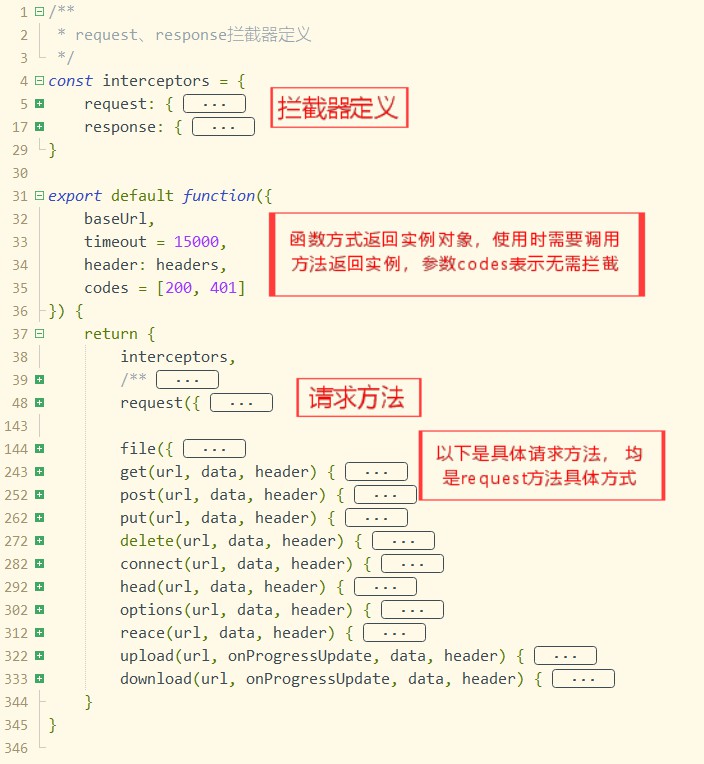 1 /**
2 * request、response拦截器定义
3 */
4 const interceptors = {
5 request: { ...
拦截器定义
17 response: { ...
29 }
30
31 export default function({
32 baseUrl,
33 timeout = 15000,
34 header: headers,
35 codes = [200, 401]
函数方式返回实例对象，使用时需要调用
方法返回实例，参数codes表示无需拦截
36 }) {
37 return {
38 interceptors,
39 /** ...
48 request({ ...
请求方法
143
144 file({ ...
243 get(url, data, header) { ...
252 post(url, data, header) { ...
以下是具体请求方法， 均
是request方法具体方式
262 put(url, data, header) { ...
272 delete(url, data, header) { ...
282 connect(url, data, header) { ...
292 head(url, data, header) { ...
302 options(url, data, header) { ...
312 reace(url, data, header) { ...
322 upload(url, onProgressUpdate, data, header) { ...
333 download(url, onProgressUpdate, data, header) { ...
344 }
345 }
346